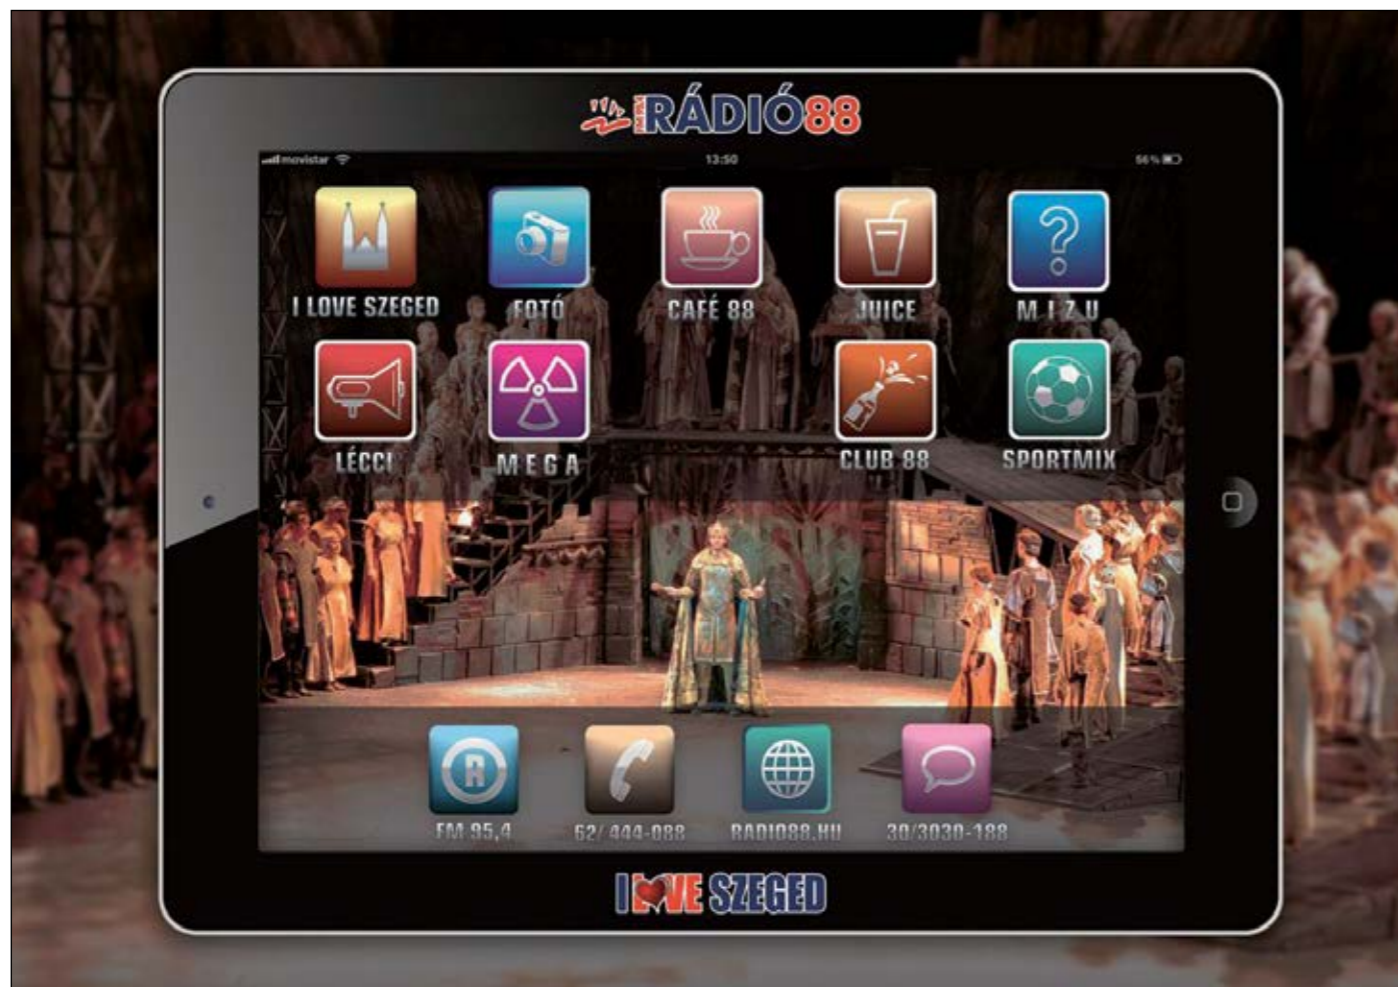 RÁDIÓ88
movistar 13:50 56 %
I LOVE SZEGED FOTÓ CAFÉ 88 JUICE M I Z U
LÉCCI M E G A CLUB 88 SPORTMIX
R
FM 95,4 62/444-088 RADIO88.HU 30/3030-188
I LOVE SZEGED